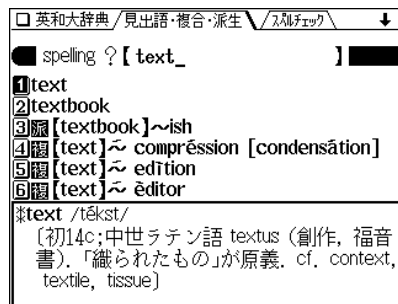 英和大辞典/見出語・複合・派生 スペルチェック
spelling ?【text_ 】
1 text
2 textbook
3 派【textbook】～ish
4 複【text】～ compréssion [condensátion]
5 複【text】～ edītion
6 複【text】～ èditor
*text /tékst/
〔初14c;中世ラテン語 textus (創作, 福音
書).「織られたもの」が原義. cf. context,
textile, tissue〕